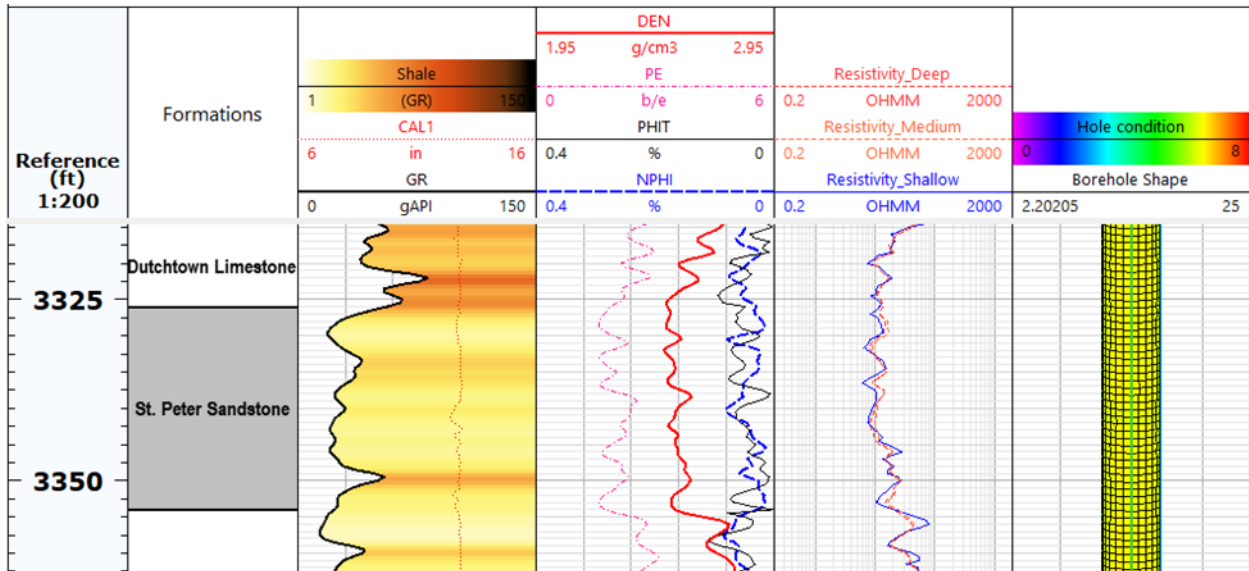 Reference
(ft)
1:200
Formations
Shale
1 (GR) 150
CAL1
6 in 16
GR
0 gAPI 150
DEN
1.95 g/cm3 2.95
PE
0 b/e 6
PHIT
0.4 % 0
NPHI
0.4 % 0
Resistivity_Deep
0.2 OHMM 2000
Resistivity_Medium
0.2 OHMM 2000
Resistivity_Shallow
0.2 OHMM 2000
Hole condition
0 8
Borehole Shape
2.20205 25
Dutchtown Limestone
3325
St. Peter Sandstone
3350